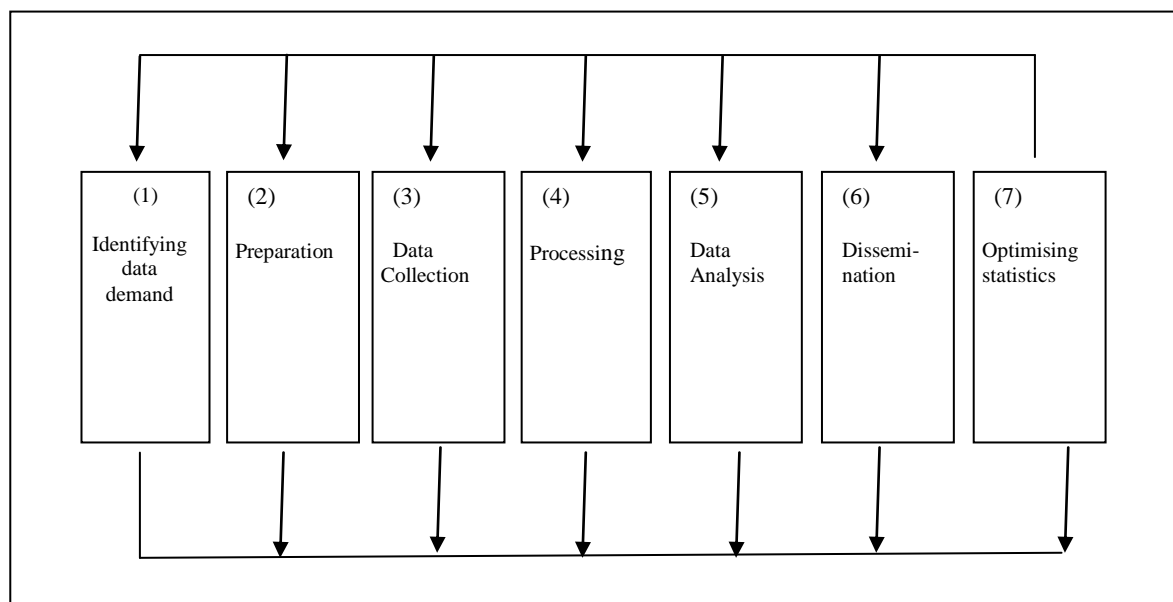 (1)
Identifying
data
demand
(2)
Preparation
(3)
Data
Collection
(4)
Processing
(5)
Data
Analysis
(6)
Dissemi-
nation
(7)
Optimising
statistics